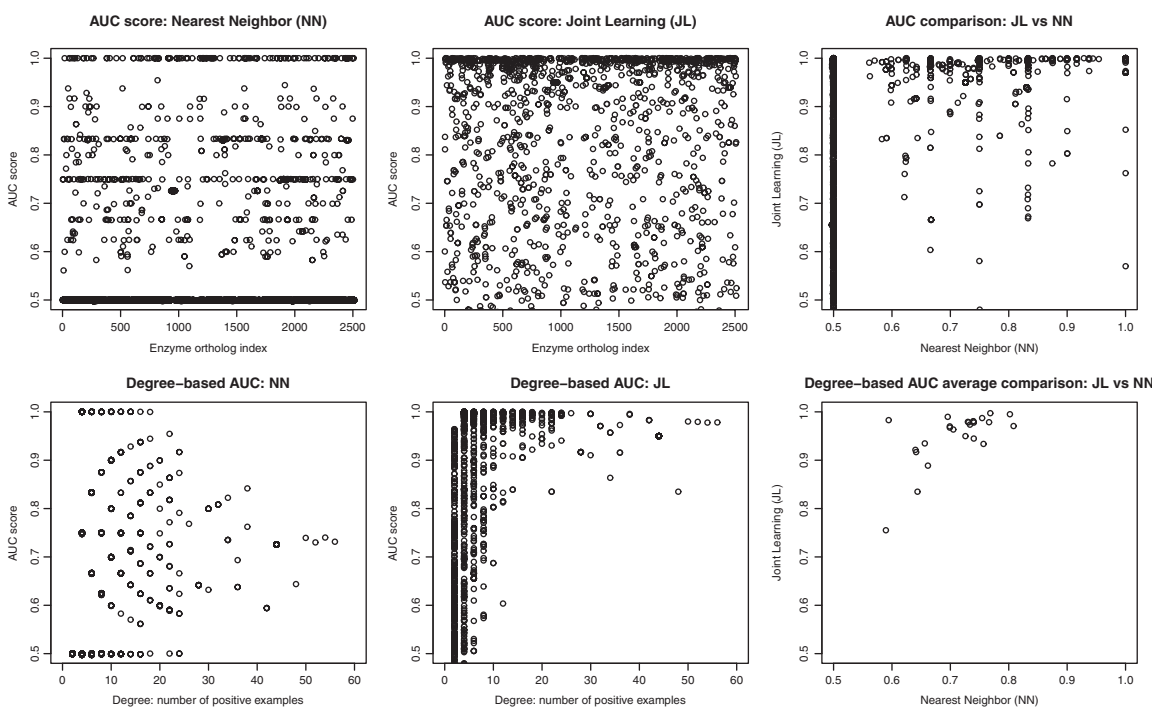 AUC score: Nearest Neighbor (NN)
AUC score
1.0
0.9
0.8
0.7
0.6
0.5
0 500 1000 1500 2000 2500
Enzyme ortholog index
AUC score: Joint Learning (JL)
AUC score
1.0
0.9
0.8
0.7
0.6
0.5
0 500 1000 1500 2000 2500
Enzyme ortholog index
AUC comparison: JL vs NN
Joint Learning (JL)
1.0
0.9
0.8
0.7
0.6
0.5
0.5 0.6 0.7 0.8 0.9 1.0
Nearest Neighbor (NN)
Degree−based AUC: NN
AUC score
1.0
0.9
0.8
0.7
0.6
0.5
0 10 20 30 40 50 60
Degree: number of positive examples
Degree−based AUC: JL
AUC score
1.0
0.9
0.8
0.7
0.6
0.5
0 10 20 30 40 50 60
Degree: number of positive examples
Degree−based AUC average comparison: JL vs NN
Joint Learning (JL)
1.0
0.9
0.8
0.7
0.6
0.5
0.5 0.6 0.7 0.8 0.9 1.0
Nearest Neighbor (NN)